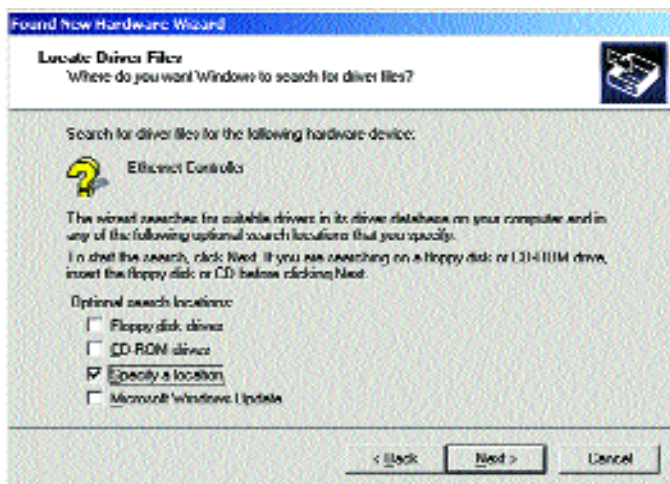 Found New Hardware Wizard
Locate Driver Files
Where do you want Windows to search for driver files?
Search for driver files for the following hardware device:
Ethernet Controller
The wizard searches for suitable drivers in its driver database on your computer and in
any of the following optional search locations that you specify.
To start the search, click Next. If you are searching on a floppy disk or CD-ROM drive,
insert the floppy disk or CD before clicking Next.
Optional search locations:
Floppy disk drives
CD-ROM drives
Specify a location
Microsoft Windows Update
< Back
Next >
Cancel